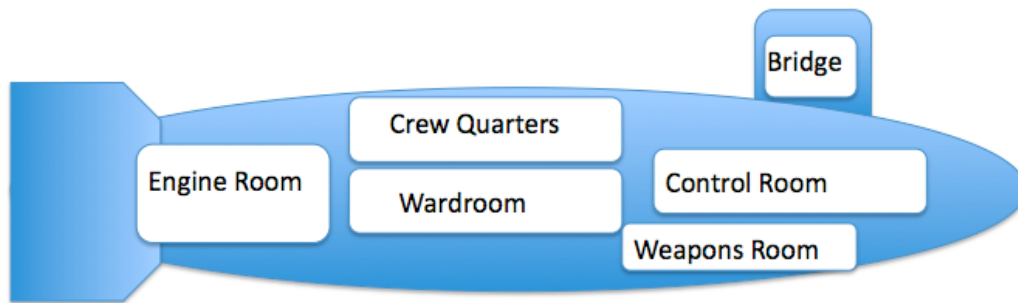 Bridge
Crew Quarters
Engine Room
Wardroom
Control Room
Weapons Room